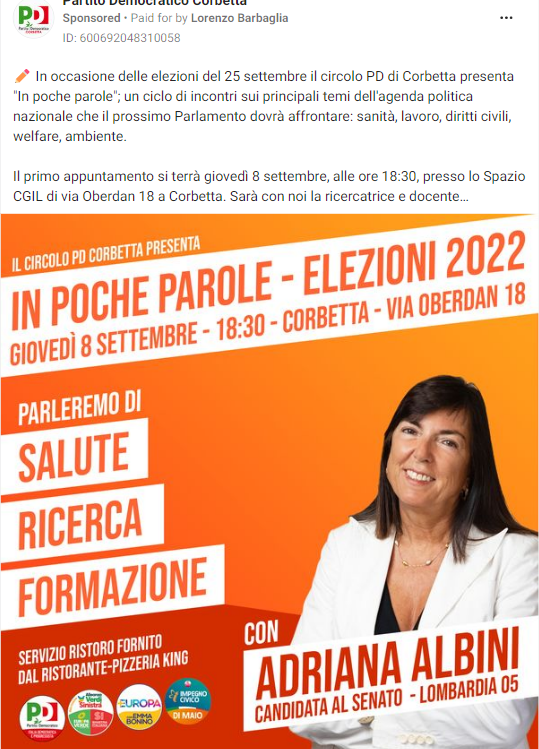 Partito Democratico Corbetta
Sponsored • Paid for by Lorenzo Barbaglia
ID: 600692048310058
In occasione delle elezioni del 25 settembre il circolo PD di Corbetta presenta
"In poche parole"; un ciclo di incontri sui principali temi dell'agenda politica
nazionale che il prossimo Parlamento dovrà affrontare: sanità, lavoro, diritti civili,
welfare, ambiente.
Il primo appuntamento si terrà giovedì 8 settembre, alle ore 18:30, presso lo Spazio
CGIL di via Oberdan 18 a Corbetta. Sarà con noi la ricercatrice e docente...
IL CIRCOLO PD CORBETTA PRESENTA
IN POCHE PAROLE - ELEZIONI 2022
GIOVEDÌ 8 SETTEMBRE - 18:30 - CORBETTA - VIA OBERDAN 18
PARLEREMO DI
SALUTE
RICERCA
FORMAZIONE
CON
ADRIANA ALBINI
CANDIDATA AL SENATO - LOMBARDIA 05
SERVIZIO RISTORO FORNITO
DAL RISTORANTE-PIZZERIA KING
PD
Partito Democratico
Alleanza Verdi
Sinistra
SI
EUROPA
EMMA
BONINO
IMPEGNO
CIVICO
DI MAIO